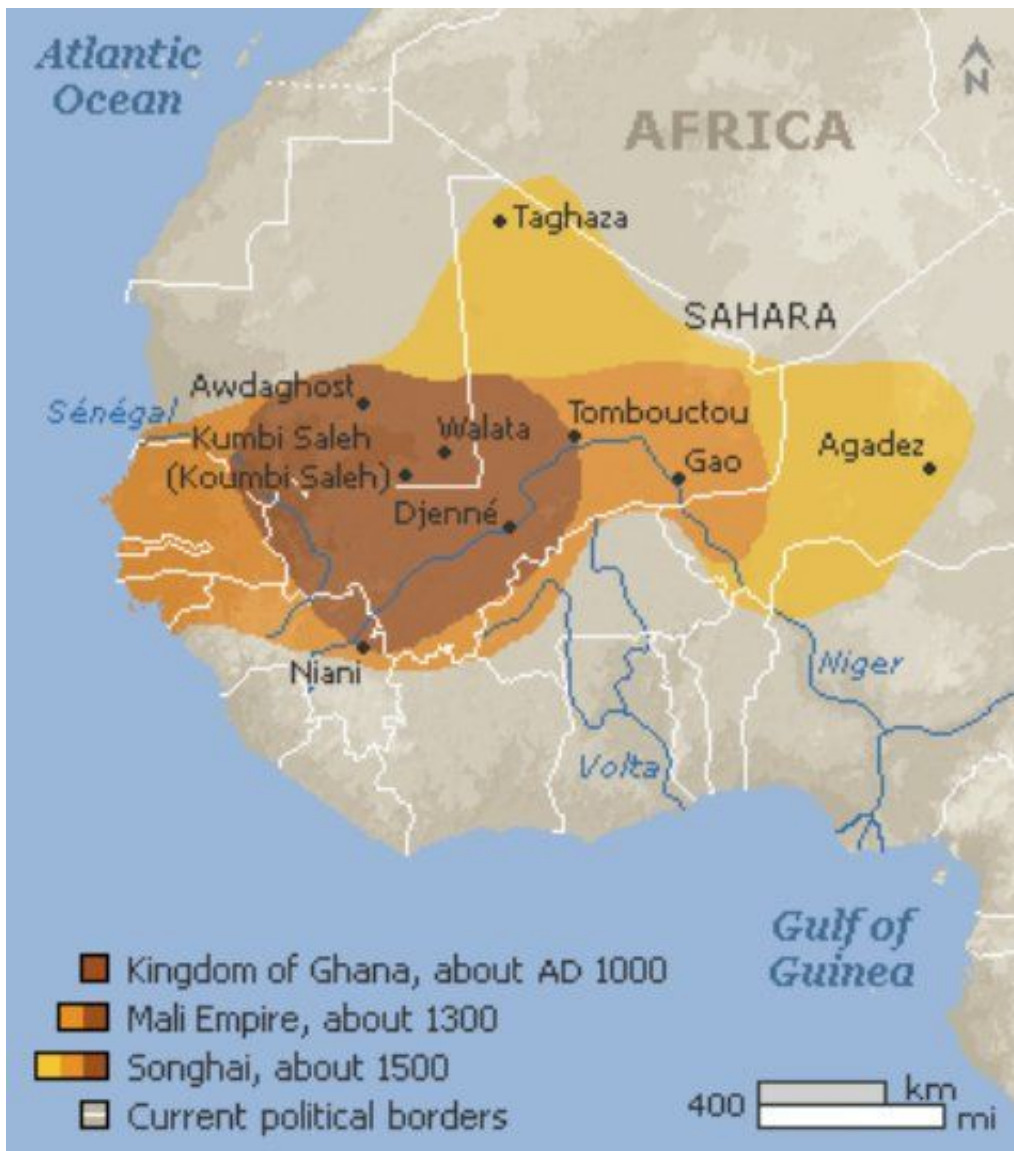 Atlantic
Ocean
N
AFRICA
Taghaza
SAHARA
Awdaghost
Sénégal
Kumbi Saleh
(Koumbi Saleh)
Walata
Tombouctou
Gao
Agadez
Djenné
Niani
Niger
Volta
Gulf of
Guinea
Kingdom of Ghana, about AD 1000
Mali Empire, about 1300
Songhai, about 1500
Current political borders
400
km
mi